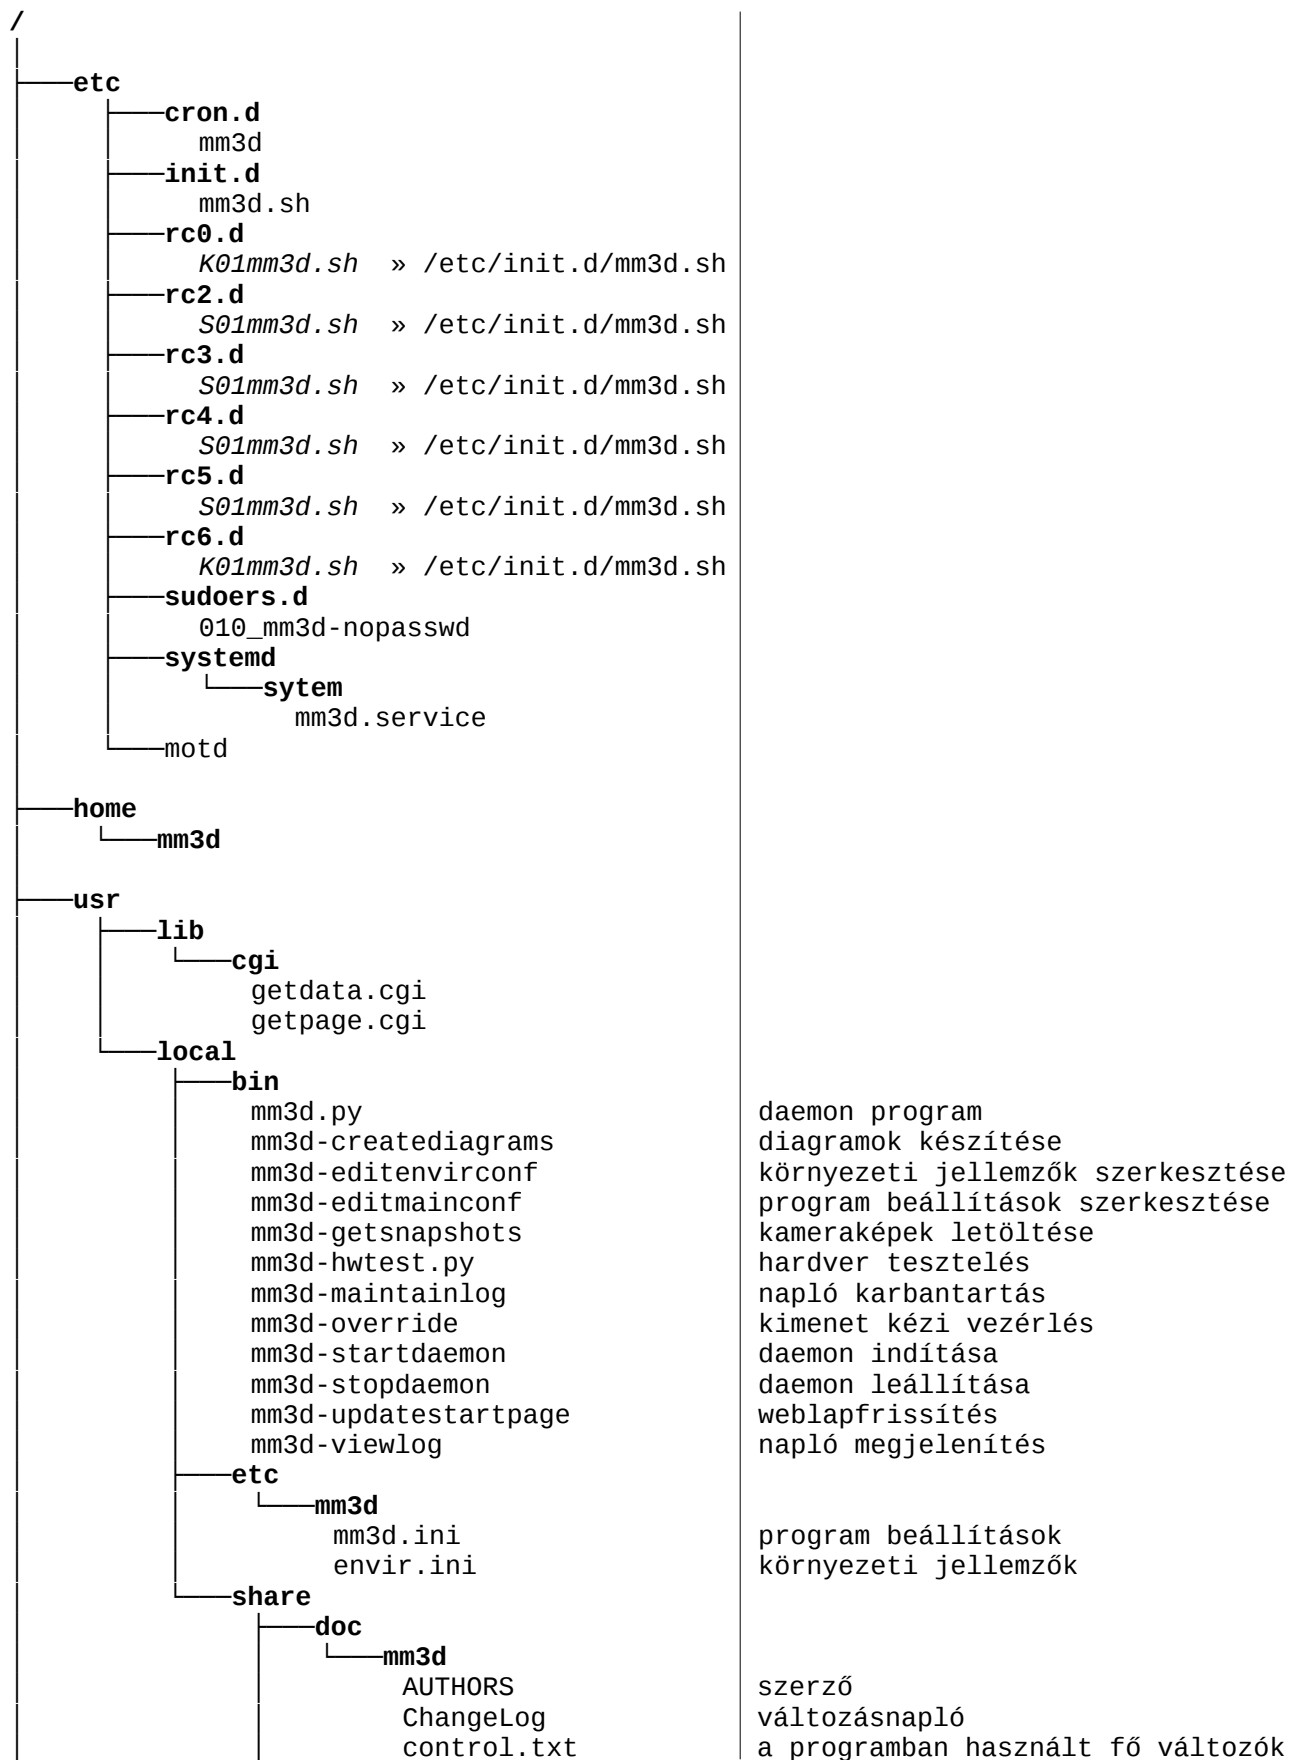 /
etc
cron.d
mm3d
init.d
mm3d.sh
rc0.d
K01mm3d.sh » /etc/init.d/mm3d.sh
rc2.d
S01mm3d.sh » /etc/init.d/mm3d.sh
rc3.d
S01mm3d.sh » /etc/init.d/mm3d.sh
rc4.d
S01mm3d.sh » /etc/init.d/mm3d.sh
rc5.d
S01mm3d.sh » /etc/init.d/mm3d.sh
rc6.d
K01mm3d.sh » /etc/init.d/mm3d.sh
sudoers.d
010_mm3d-nopasswd
systemd
sytem
mm3d.service
motd
home
mm3d
usr
lib
cgi
getdata.cgi
getpage.cgi
local
bin
mm3d.py daemon program
mm3d-creatediagrams diagramok készítése
mm3d-editenvirconf környezeti jellemzők szerkesztése
mm3d-editmainconf program beállítások szerkesztése
mm3d-getsnapshots kameraképek letöltése
mm3d-hwtest.py hardver tesztelés
mm3d-maintainlog napló karbantartás
mm3d-override kimenet kézi vezérlés
mm3d-startdaemon daemon indítása
mm3d-stopdaemon daemon leállítása
mm3d-updatestartpage weblapfrissítés
mm3d-viewlog napló megjelenítés
etc
mm3d
mm3d.ini program beállítások
envir.ini környezeti jellemzők
share
doc
mm3d
AUTHORS szerző
ChangeLog változásnapló
control.txt a programban használt fő változók